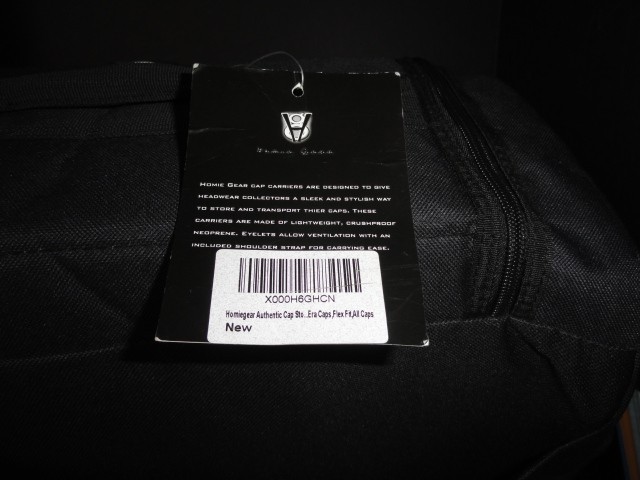 HOMIE GEAR CAP CARRIERS ARE DESIGNED TO GIVE
HEADWEAR COLLECTORS A SLEEK AND STYLISH WAY
TO STORE AND TRANSPORT THIER CAPS. THESE
CARRIERS ARE MADE OF LIGHTWEIGHT, CRUSHPROOF
NEOPRENE. EYELETS ALLOW VENTILATION WITH AN
INCLUDED SHOULDER STRAP FOR CARRYING EASE.
X000H6GHCN
Homiegear Authentic Cap Sto...Era Caps,Flex Fit,All Caps
New